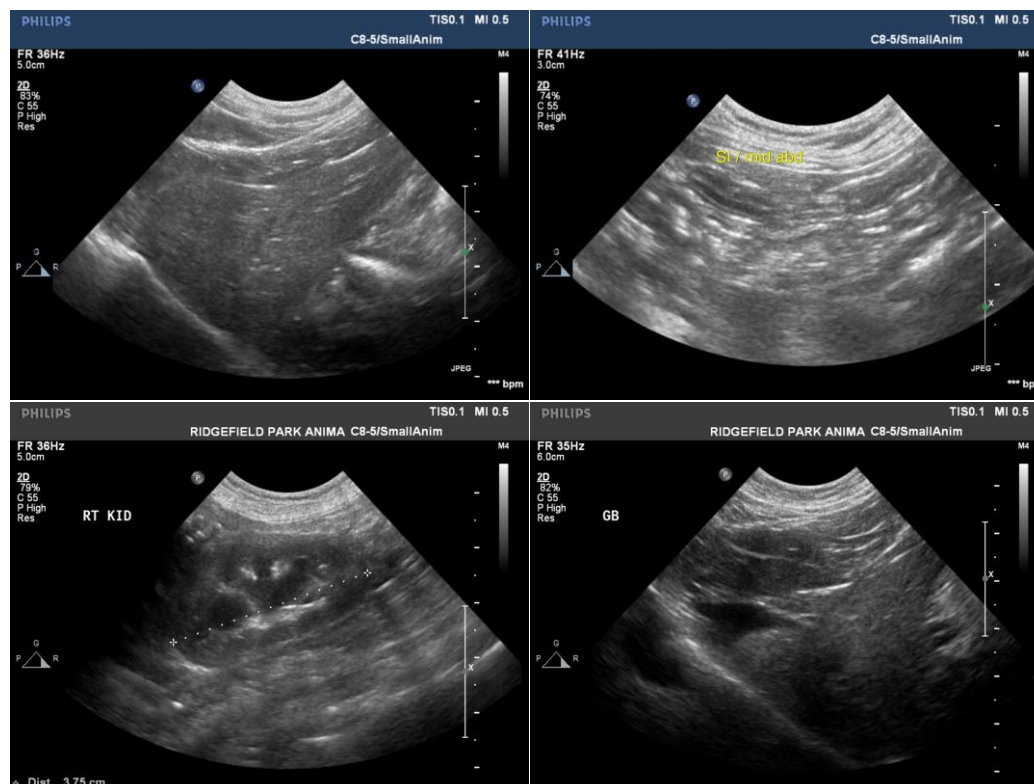 PHILIPS TIS0.1 MI 0.5
C8-5/SmallAnim
FR 36Hz
5.0cm
M4
2D
83%
C 55
P High
Res
P
G
P R
X
JPEG
*** bpm
PHILIPS TIS0.1 MI 0.5
C8-5/SmallAnim
FR 41Hz
3.0cm
M4
2D
74%
C 55
P High
Res
P
SI / mid abd
G
P R
X
JPEG
*** bp
PHILIPS TIS0.1 MI 0.5
RIDGEFIELD PARK ANIMA C8-5/SmallAnim
FR 36Hz
5.0cm
M4
2D
79%
C 55
P High
Res
P
RT KID
G
P R
X
Dist 3.75 cm
PHILIPS TIS0.1 MI 0.5
RIDGEFIELD PARK ANIMA C8-5/SmallAnim
FR 35Hz
6.0cm
M4
2D
82%
C 55
P High
Res
P
GB
G
P R
X